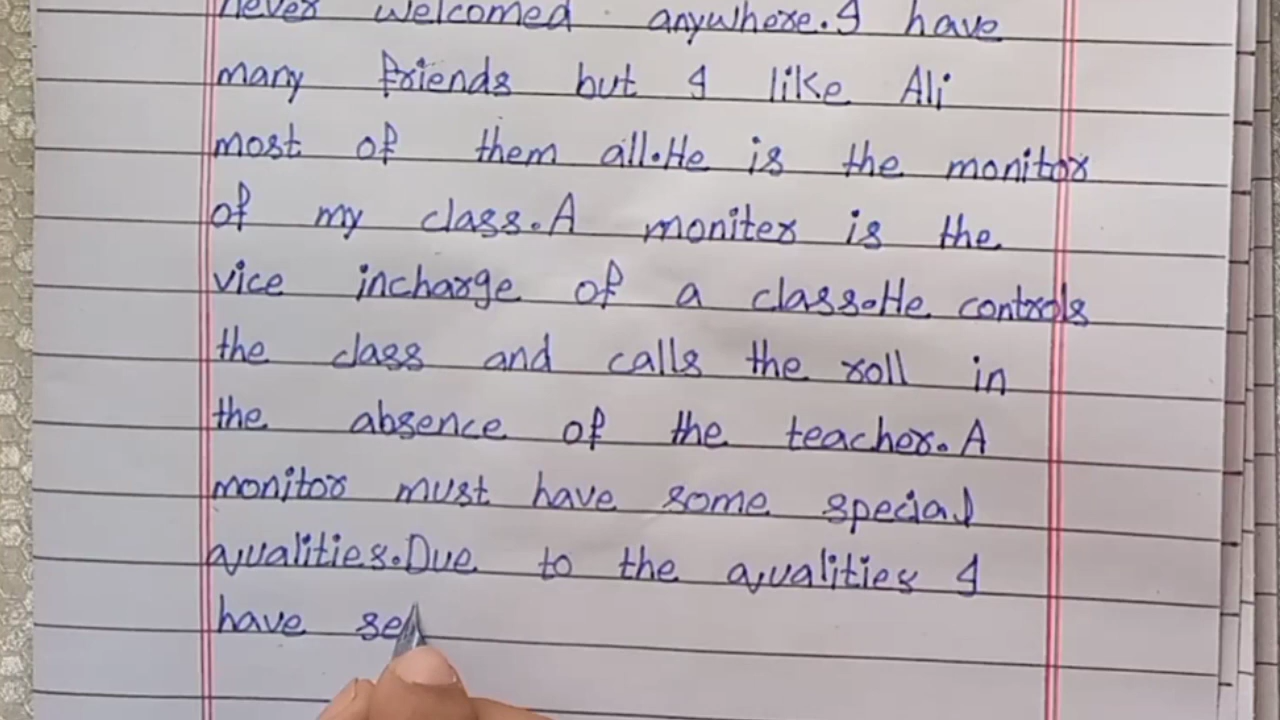 never welcomed anywhere. I have
many friends but I like Ali
most of them all. He is the monitor
of my class. A moniter is the
vice incharge of a class. He controls
the class and calls the roll in
the absence of the teacher. A
monitor must have some special
qualities. Due to the qualities I
have se